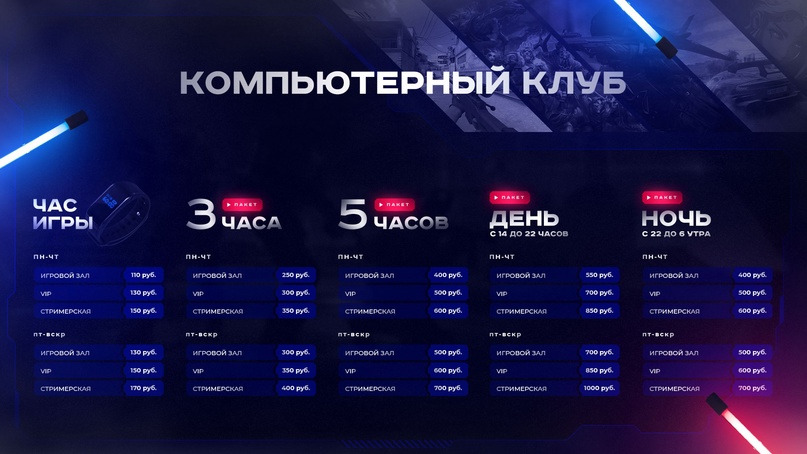 КОМПЬЮТЕРНЫЙ КЛУБ
ЧАС
ИГРЫ
ПН-ЧТ
ИГРОВОЙ ЗАЛ 110 руб.
VIP 130 руб.
СТРИМЕРСКАЯ 150 руб.
ПТ-ВСКР
ИГРОВОЙ ЗАЛ 130 руб.
VIP 150 руб.
СТРИМЕРСКАЯ 170 руб.
ПАКЕТ
3 ЧАСА
ПН-ЧТ
ИГРОВОЙ ЗАЛ 250 руб.
VIP 300 руб.
СТРИМЕРСКАЯ 350 руб.
ПТ-ВСКР
ИГРОВОЙ ЗАЛ 300 руб.
VIP 350 руб.
СТРИМЕРСКАЯ 400 руб.
ПАКЕТ
5 ЧАСОВ
ПН-ЧТ
ИГРОВОЙ ЗАЛ 400 руб.
VIP 500 руб.
СТРИМЕРСКАЯ 600 руб.
ПТ-ВСКР
ИГРОВОЙ ЗАЛ 500 руб.
VIP 600 руб.
СТРИМЕРСКАЯ 700 руб.
ПАКЕТ
ДЕНЬ
С 14 ДО 22 ЧАСОВ
ПН-ЧТ
ИГРОВОЙ ЗАЛ 550 руб.
VIP 700 руб.
СТРИМЕРСКАЯ 850 руб.
ПТ-ВСКР
ИГРОВОЙ ЗАЛ 700 руб.
VIP 850 руб.
СТРИМЕРСКАЯ 1000 руб.
ПАКЕТ
НОЧЬ
С 22 ДО 6 УТРА
ПН-ЧТ
ИГРОВОЙ ЗАЛ 400 руб.
VIP 500 руб.
СТРИМЕРСКАЯ 600 руб.
ПТ-ВСКР
ИГРОВОЙ ЗАЛ 500 руб.
VIP 600 руб.
СТРИМЕРСКАЯ 700 руб.